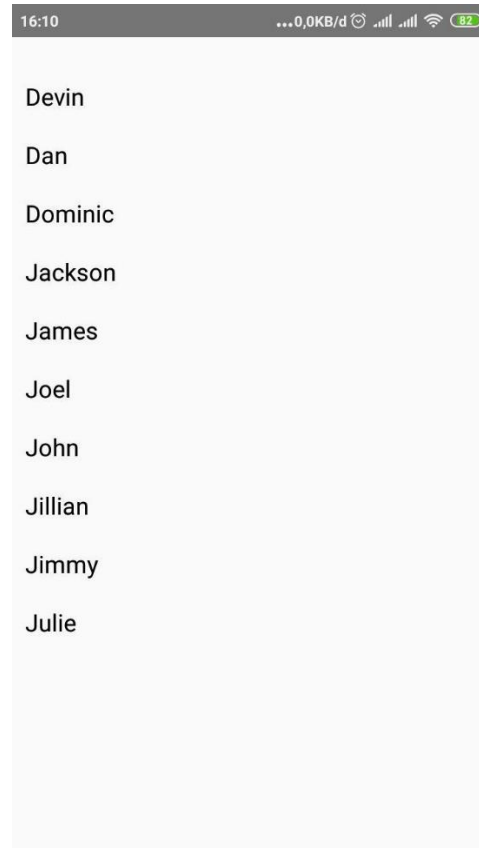 16:10 ...0,0KB/d 82
Devin
Dan
Dominic
Jackson
James
Joel
John
Jillian
Jimmy
Julie